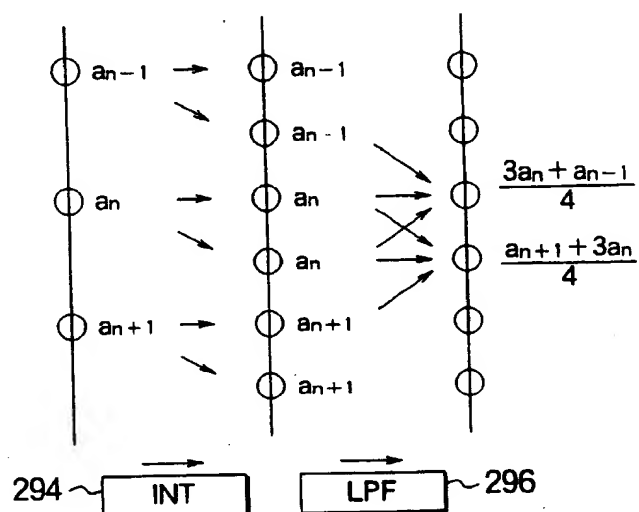 an-1 an-1
an-1
an an
an
an+1 an+1
an+1
3an + an-1
4
an+1 + 3an
4
294 INT LPF 296